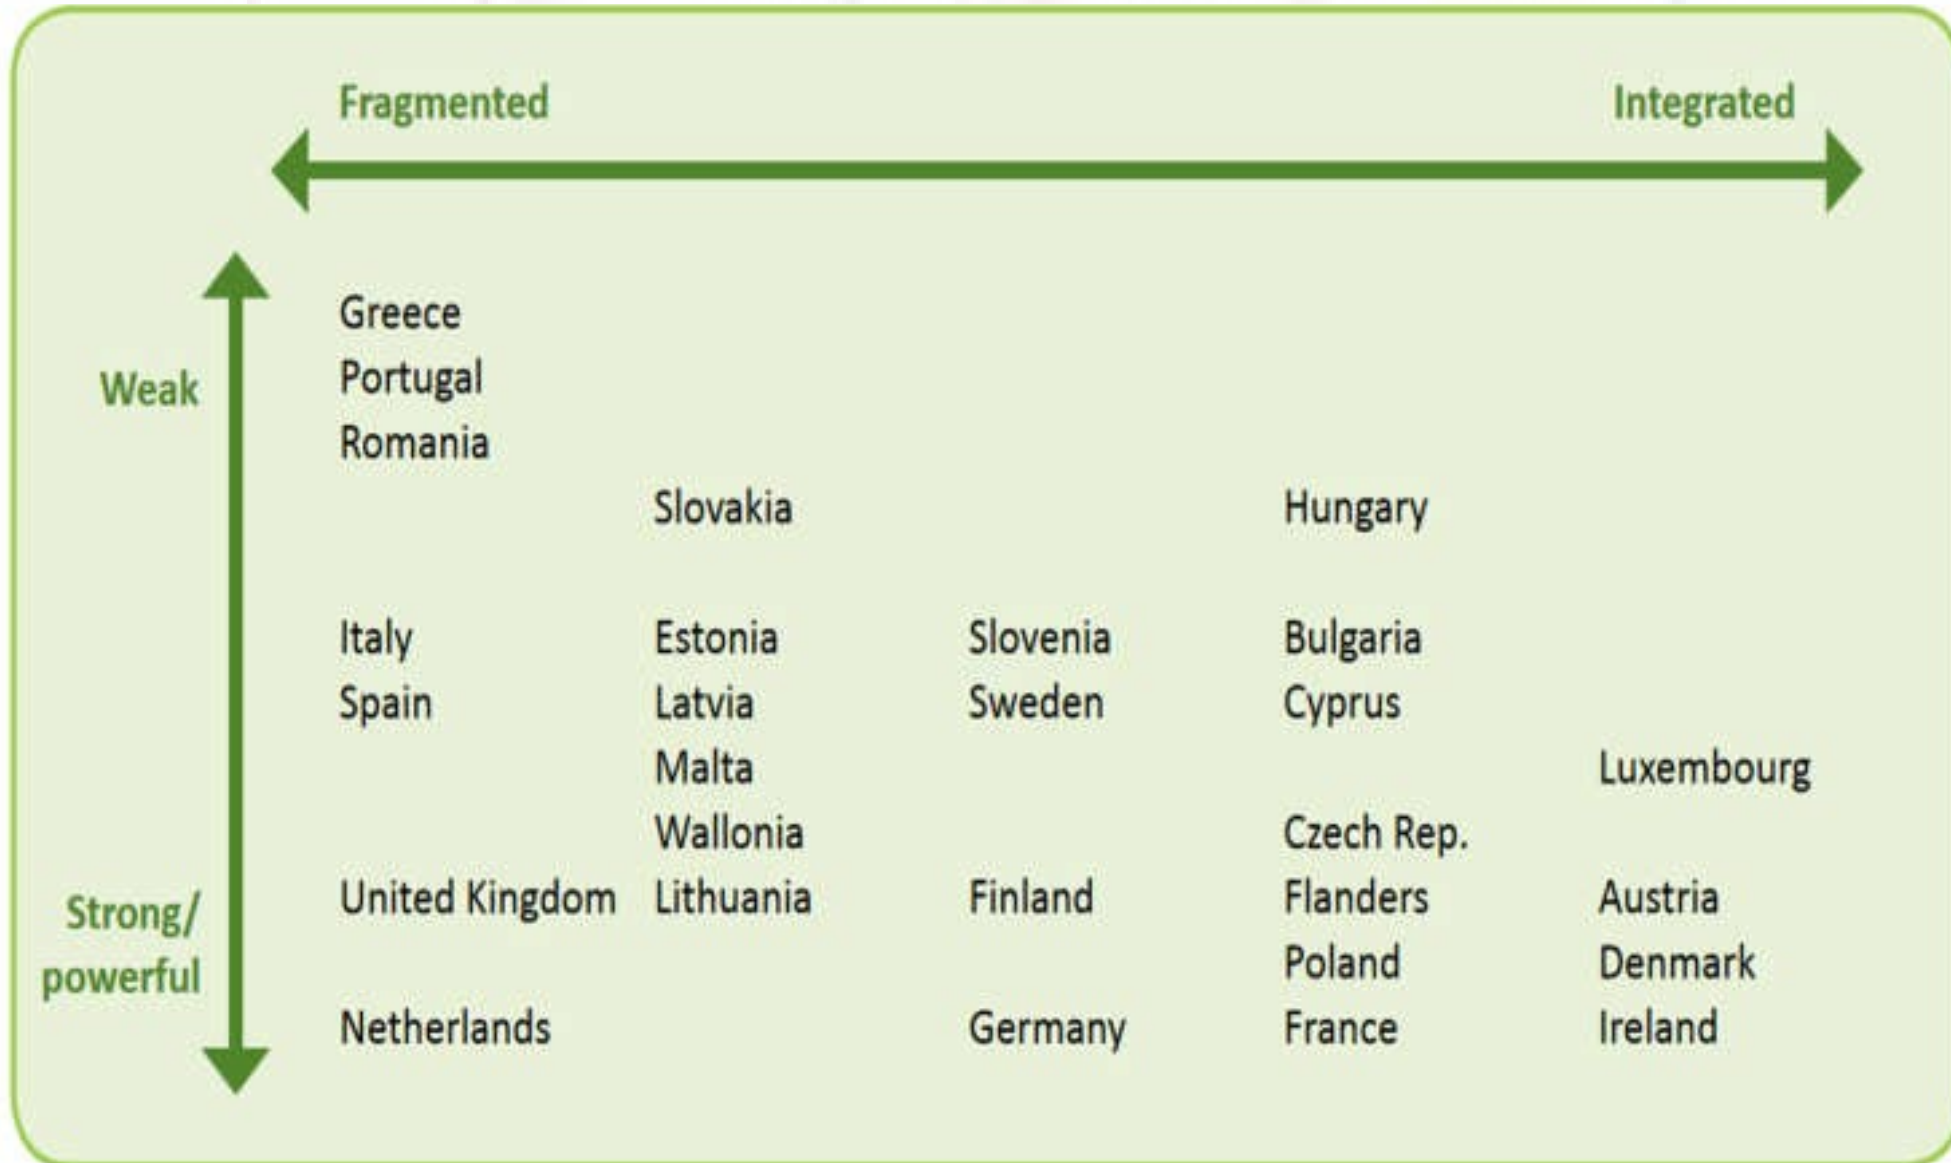 Fragmented Integrated
Weak
Greece
Portugal
Romania
Slovakia Hungary
Italy Estonia Slovenia Bulgaria
Spain Latvia Sweden Cyprus
Malta Luxembourg
Wallonia Czech Rep.
Strong/
powerful
United Kingdom Lithuania Finland Flanders Austria
Poland Denmark
Netherlands Germany France Ireland